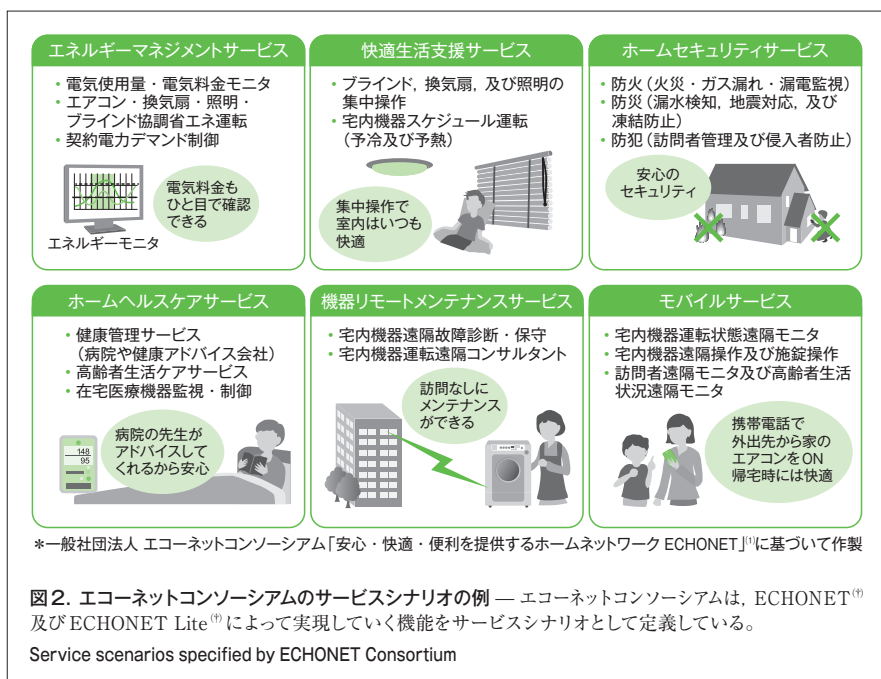 エネルギーマネジメントサービス
・電気使用量・電気料金モニタ
・エアコン・換気扇・照明・
ブラインド協調省エネ運転
・契約電力デマンド制御
電気料金も
ひと目で確認
できる
エネルギーモニタ
快適生活支援サービス
・ブラインド，換気扇，及び照明の
集中操作
・宅内機器スケジュール運転
（予冷及び予熱）
集中操作で
室内はいつも
快適
ホームセキュリティサービス
・防火（火災・ガス漏れ・漏電監視）
・防災（漏水検知，地震対応，及び
凍結防止）
・防犯（訪問者管理及び侵入者防止）
安心の
セキュリティ
ホームヘルスケアサービス
・健康管理サービス
（病院や健康アドバイス会社）
・高齢者生活ケアサービス
・在宅医療機器監視・制御
148
95
病院の先生が
アドバイスして
くれるから安心
機器リモートメンテナンスサービス
・宅内機器遠隔故障診断・保守
・宅内機器運転遠隔コンサルタント
訪問なしに
メンテナンス
ができる
モバイルサービス
・宅内機器運転状態遠隔モニタ
・宅内機器遠隔操作及び施錠操作
・訪問者遠隔モニタ及び高齢者生活
状況遠隔モニタ
携帯電話で
外出先から家の
エアコンをON
帰宅時には快適
＊一般社団法人 エコーネットコンソーシアム「安心・快適・便利を提供するホームネットワーク ECHONET」⁽¹⁾に基づいて作製
図2．エコーネットコンソーシアムのサービスシナリオの例 — エコーネットコンソーシアムは，ECHONET(†)
及びECHONET Lite(†)によって実現していく機能をサービスシナリオとして定義している。
Service scenarios specified by ECHONET Consortium